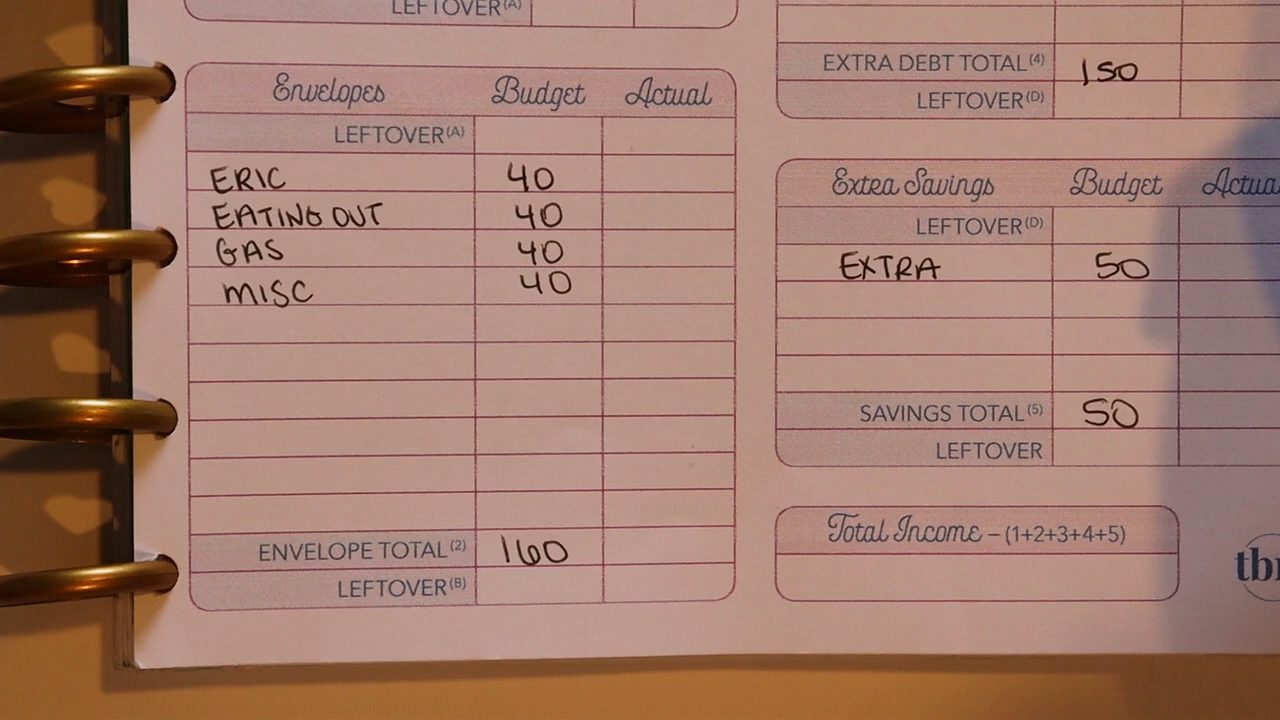 LEFTOVER (A)
Envelopes Budget Actual
LEFTOVER (A)
ERIC 40
EATING OUT 40
GAS 40
MISC 40
ENVELOPE TOTAL (2) 160
LEFTOVER (B)
EXTRA DEBT TOTAL (4) 150
LEFTOVER (D)
Extra Savings Budget Actua
LEFTOVER (D)
EXTRA 50
SAVINGS TOTAL (5) 50
LEFTOVER
Total Income – (1+2+3+4+5)